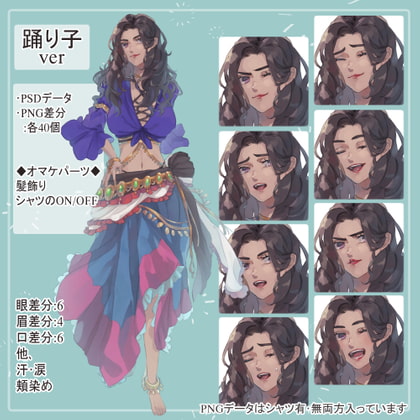 踊り子
ver
・PSDデータ
・PNG差分
:各40個
◆オマケパーツ◆
髪飾り
シャツのON/OFF
眼差分:6
眉差分:4
口差分:6
他、
汗・涙
頬染め
PNGデータはシャツ有・無両方入っています